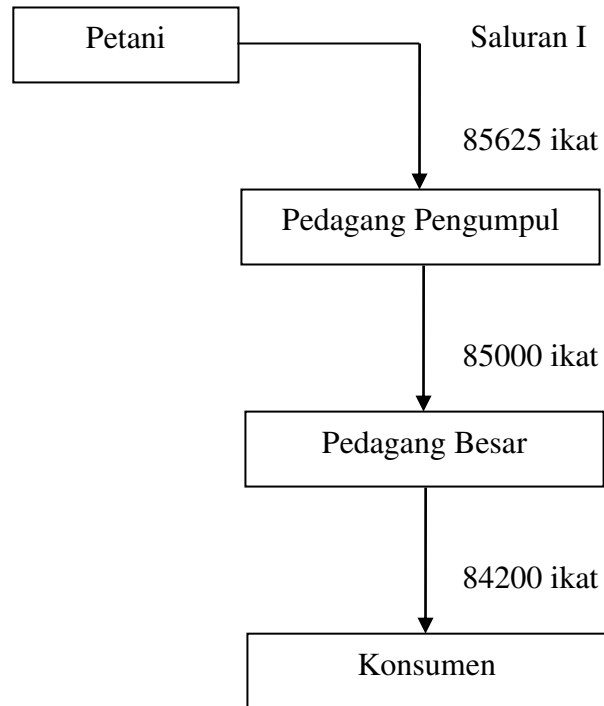 Petani
Saluran I
85625 ikat
Pedagang Pengumpul
85000 ikat
Pedagang Besar
84200 ikat
Konsumen